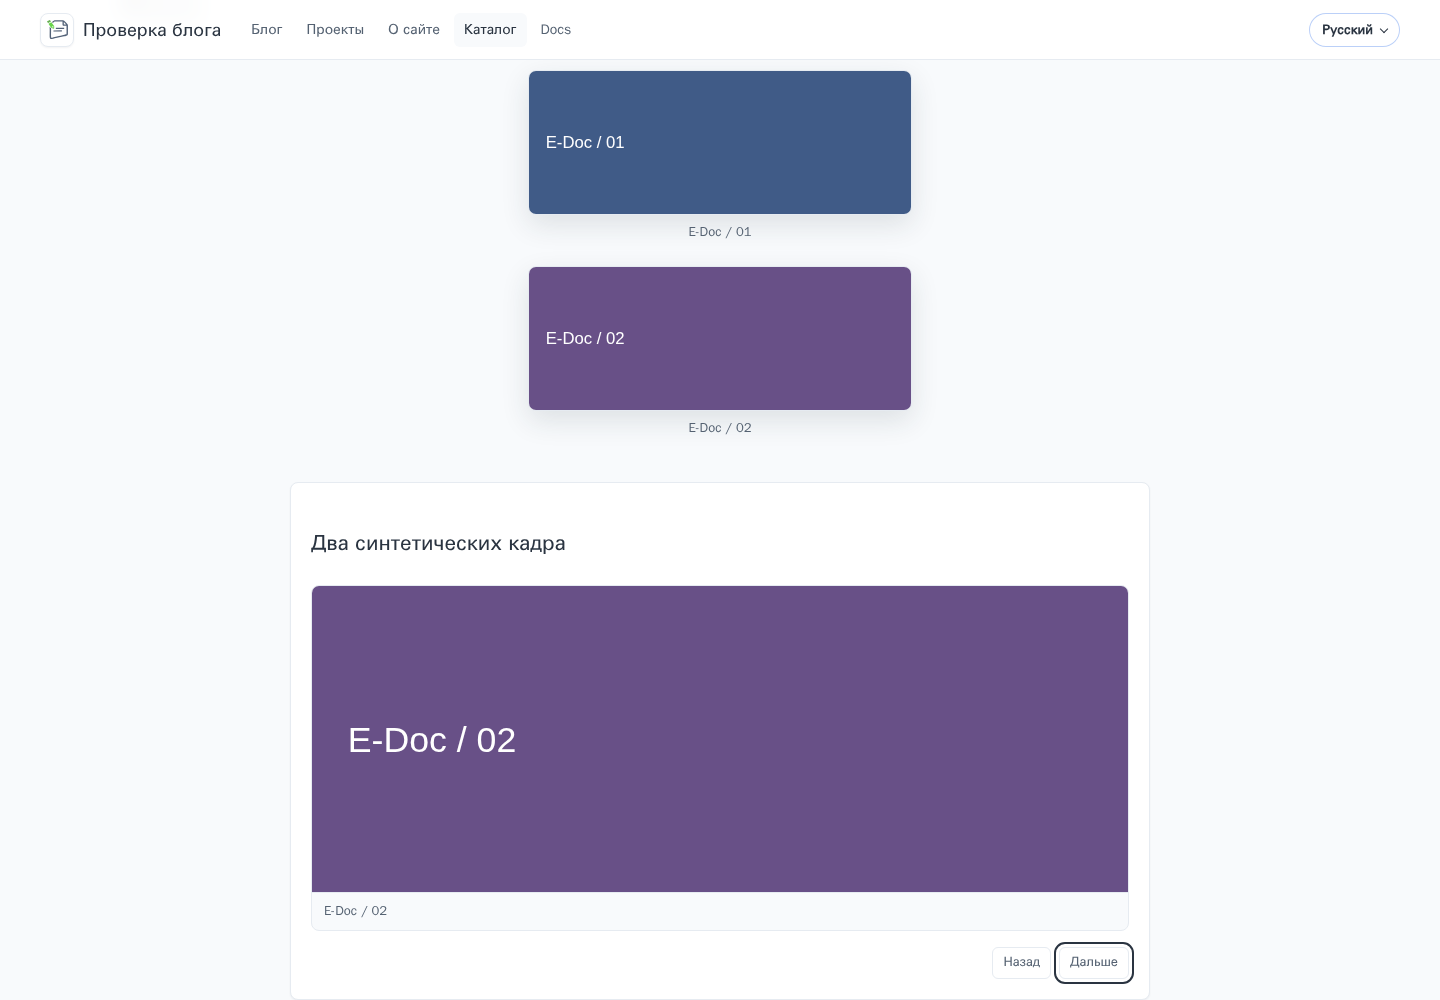 Проверка блога
Блог
Проекты
О сайте
Каталог
Docs
Русский
E-Doc / 01
E-Doc / 01
E-Doc / 02
E-Doc / 02
Два синтетических кадра
E-Doc / 02
E-Doc / 02
Назад
Дальше